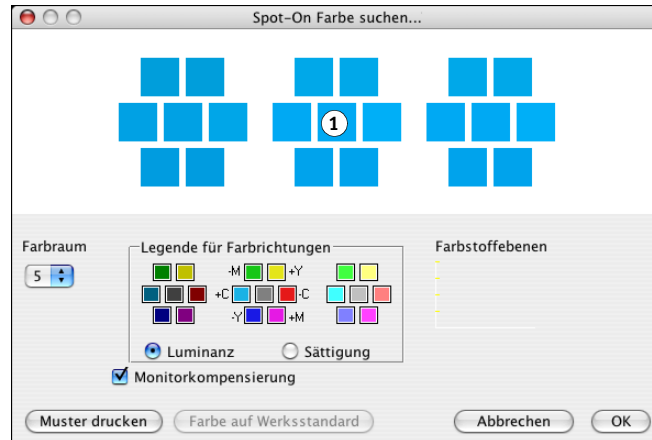 Spot-On Farbe suchen...
1
Farbraum
5
Legende für Farbrichtungen
-M +Y
+C -C
-Y +M
Luminanz Sättigung
Farbstoffebenen
Monitorkompensierung
Muster drucken Farbe auf Werksstandard Abbrechen OK